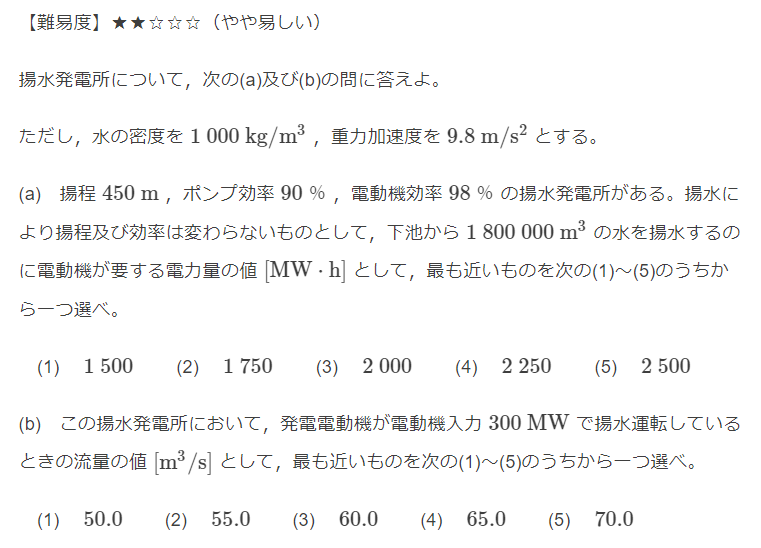 【難易度】★★☆☆☆（やや易しい）
揚水発電所について，次の(a)及び(b)の問に答えよ。
ただし，水の密度を 1 000 kg/m³ ，重力加速度を 9.8 m/s² とする。
(a)　揚程 450 m ，ポンプ効率 90 % ，電動機効率 98 % の揚水発電所がある。揚水に
より揚程及び効率は変わらないものとして，下池から 1 800 000 m³ の水を揚水するの
に電動機が要する電力量の値 [MW · h] として，最も近いものを次の(1)～(5)のうちか
ら一つ選べ。
(1)　1 500　　(2)　1 750　　(3)　2 000　　(4)　2 250　　(5)　2 500
(b)　この揚水発電所において，発電電動機が電動機入力 300 MW で揚水運転している
ときの流量の値 [m³/s] として，最も近いものを次の(1)～(5)のうちから一つ選べ。
(1)　50.0　　(2)　55.0　　(3)　60.0　　(4)　65.0　　(5)　70.0